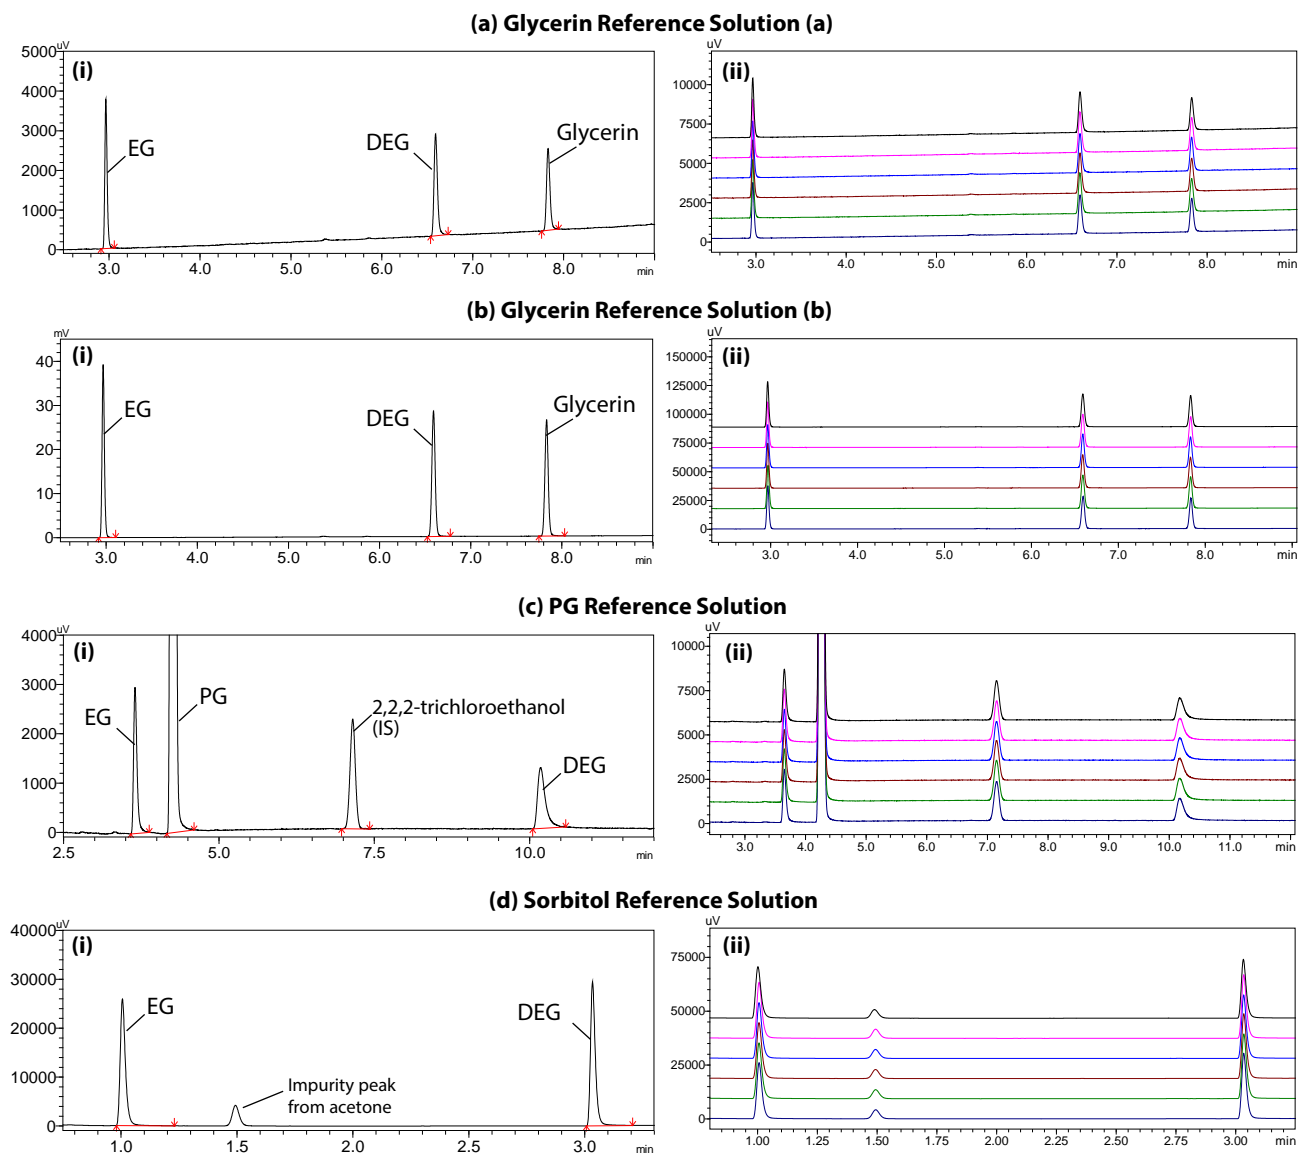 (a) Glycerin Reference Solution (a)
uV
(i)
5000
4000
3000
2000
1000
0
EG
DEG
Glycerin
3.0 4.0 5.0 6.0 7.0 8.0 min
uV
(ii)
10000
7500
5000
2500
0
3.0 4.0 5.0 6.0 7.0 8.0 min
(b) Glycerin Reference Solution (b)
mV
(i)
40
30
20
10
0
EG
DEG
Glycerin
3.0 4.0 5.0 6.0 7.0 8.0 min
uV
(ii)
150000
125000
100000
75000
50000
25000
0
3.0 4.0 5.0 6.0 7.0 8.0 min
(c) PG Reference Solution
uV
(i)
4000
3000
2000
1000
0
EG
PG
2,2,2-trichloroethanol
(IS)
DEG
2.5 5.0 7.5 10.0 min
uV
(ii)
10000
7500
5000
2500
0
3.0 4.0 5.0 6.0 7.0 8.0 9.0 10.0 11.0 min
(d) Sorbitol Reference Solution
uV
(i)
40000
30000
20000
10000
0
EG
Impurity peak
from acetone
DEG
1.0 1.5 2.0 2.5 3.0 min
uV
(ii)
75000
50000
25000
0
1.00 1.25 1.50 1.75 2.00 2.25 2.50 2.75 3.00 min